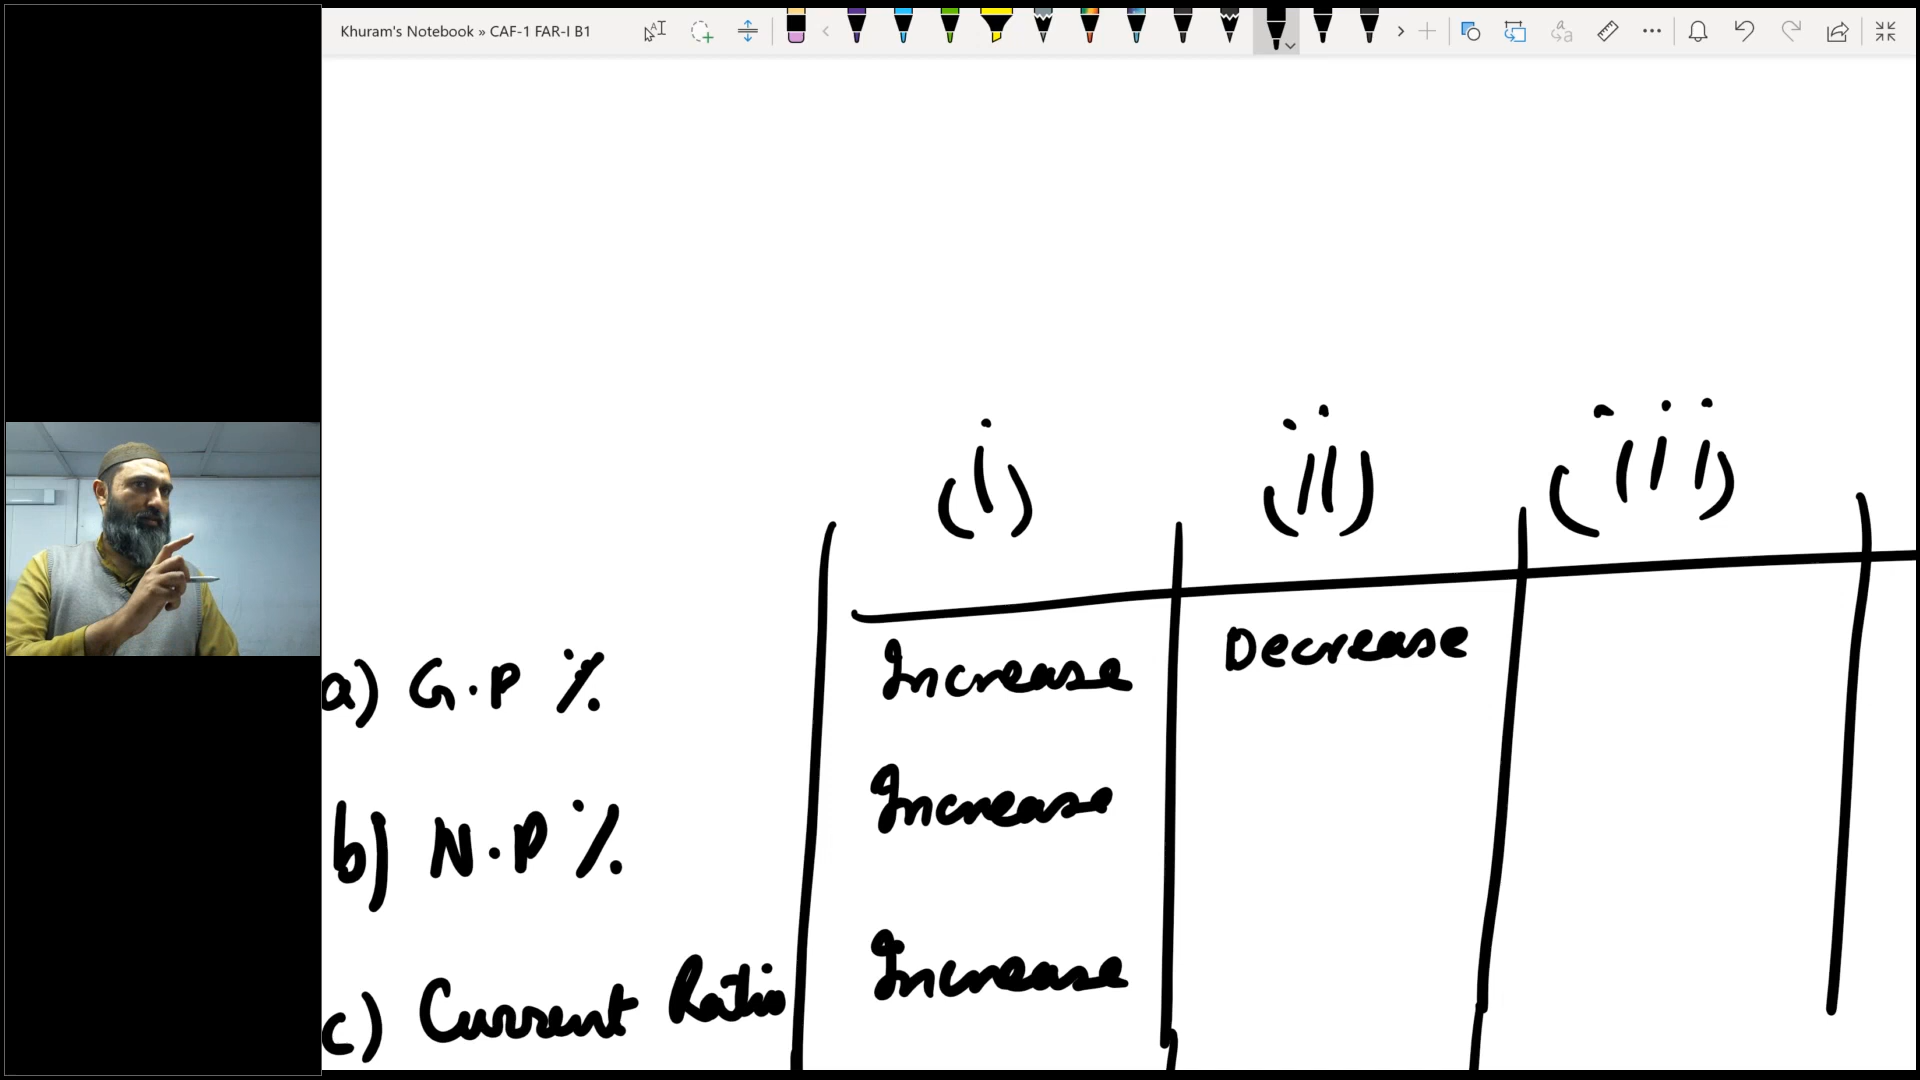 Khuram's Notebook » CAF-1 FAR-I B1
(i) (ii) (iii)
a) G.P % Increase Decrease
b) N.P % Increase
c) Current Ratio Increase